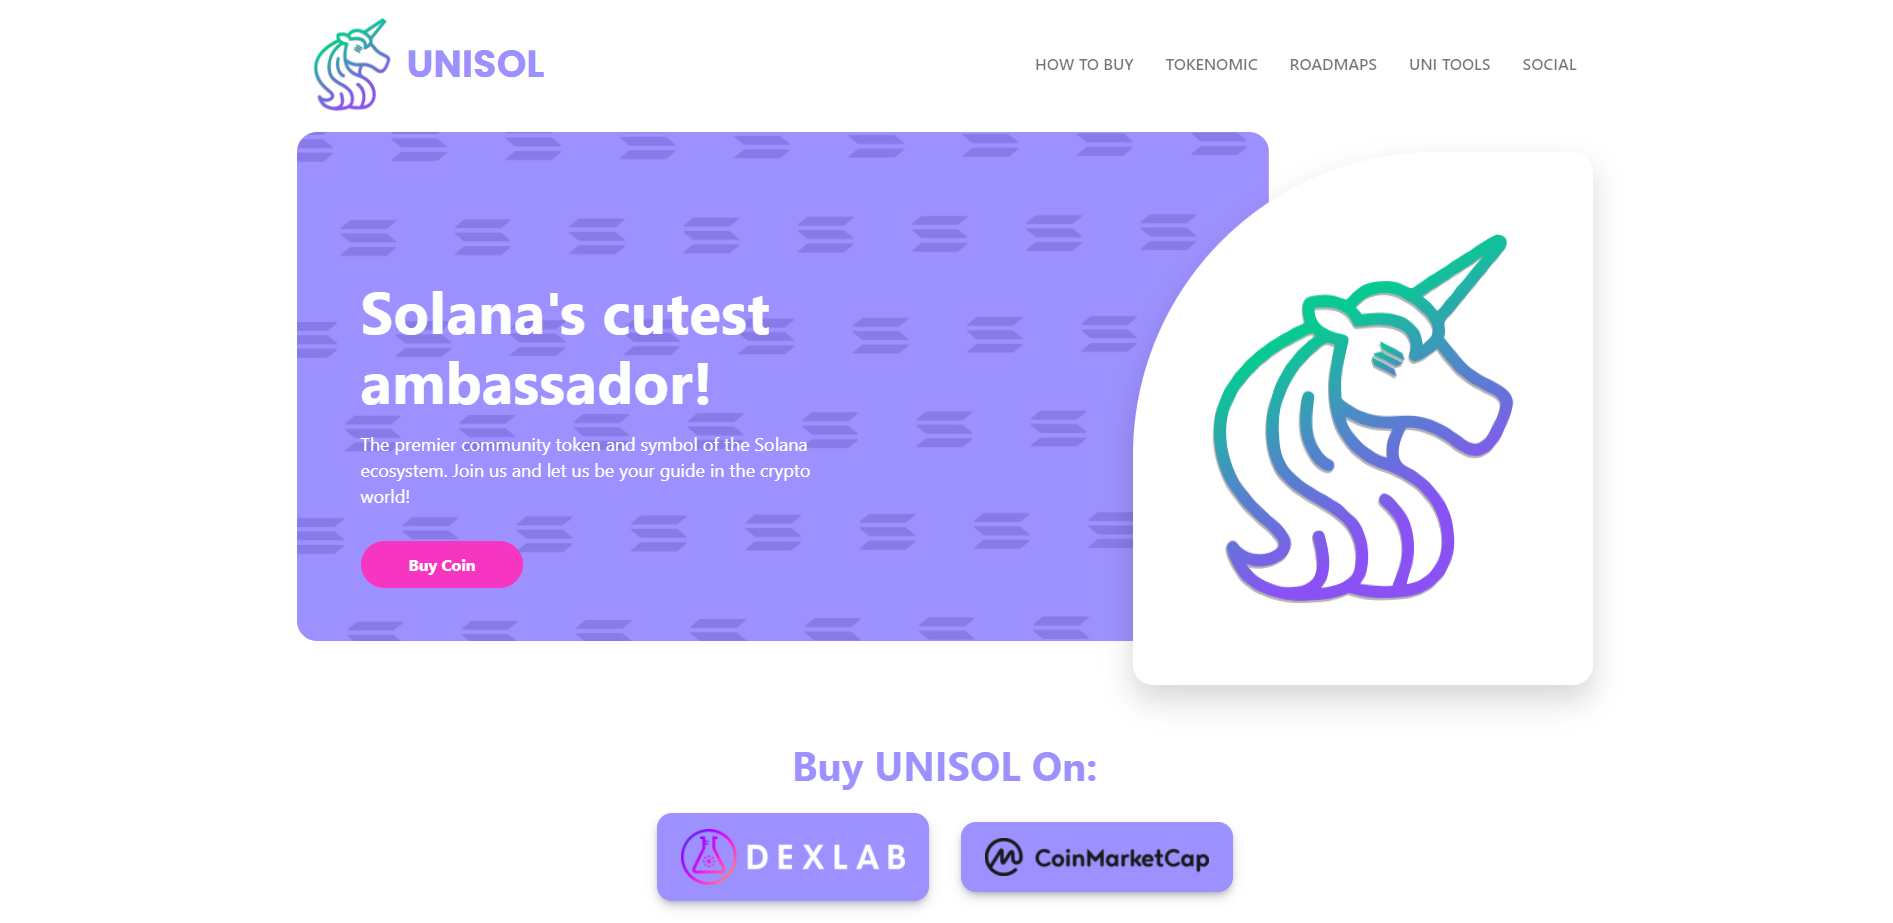 UNISOL
HOW TO BUY
TOKENOMIC
ROADMAPS
UNI TOOLS
SOCIAL
Solana's cutest
ambassador!
The premier community token and symbol of the Solana
ecosystem. Join us and let us be your guide in the crypto
world!
Buy Coin
Buy UNISOL On:
DEXLAB
CoinMarketCap